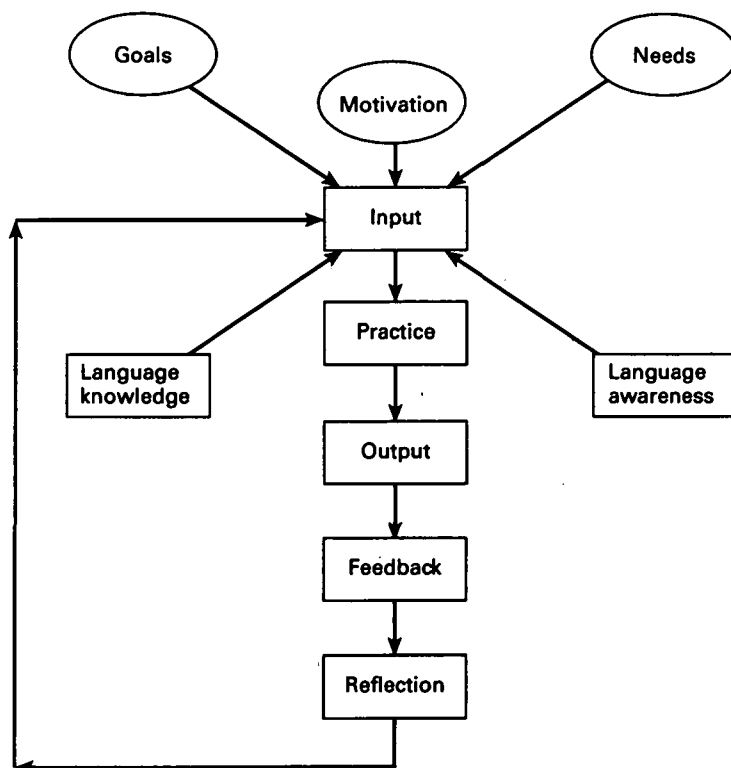 Goals
Needs
Motivation
Input
Practice
Language
knowledge
Language
awareness
Output
Feedback
Reflection